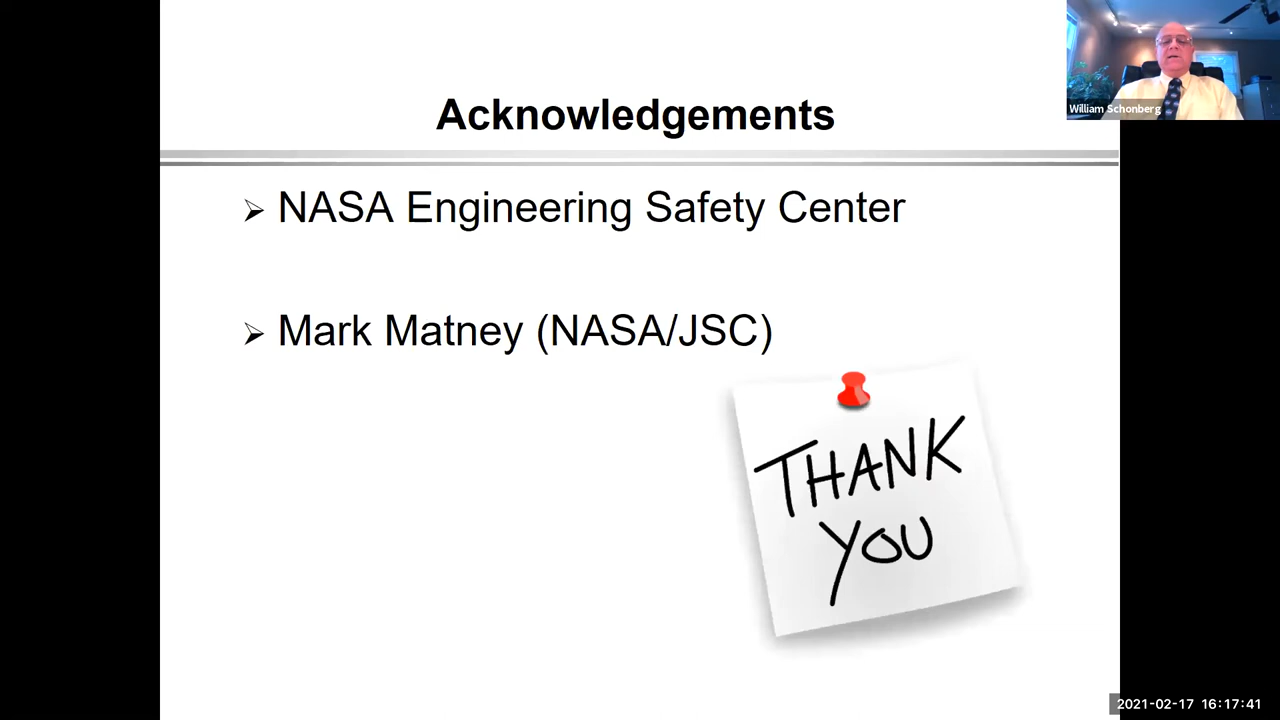 William Schonberg
Acknowledgements
➢ NASA Engineering Safety Center
➢ Mark Matney (NASA/JSC)
THANK
YOU
2021-02-17 16:17:41